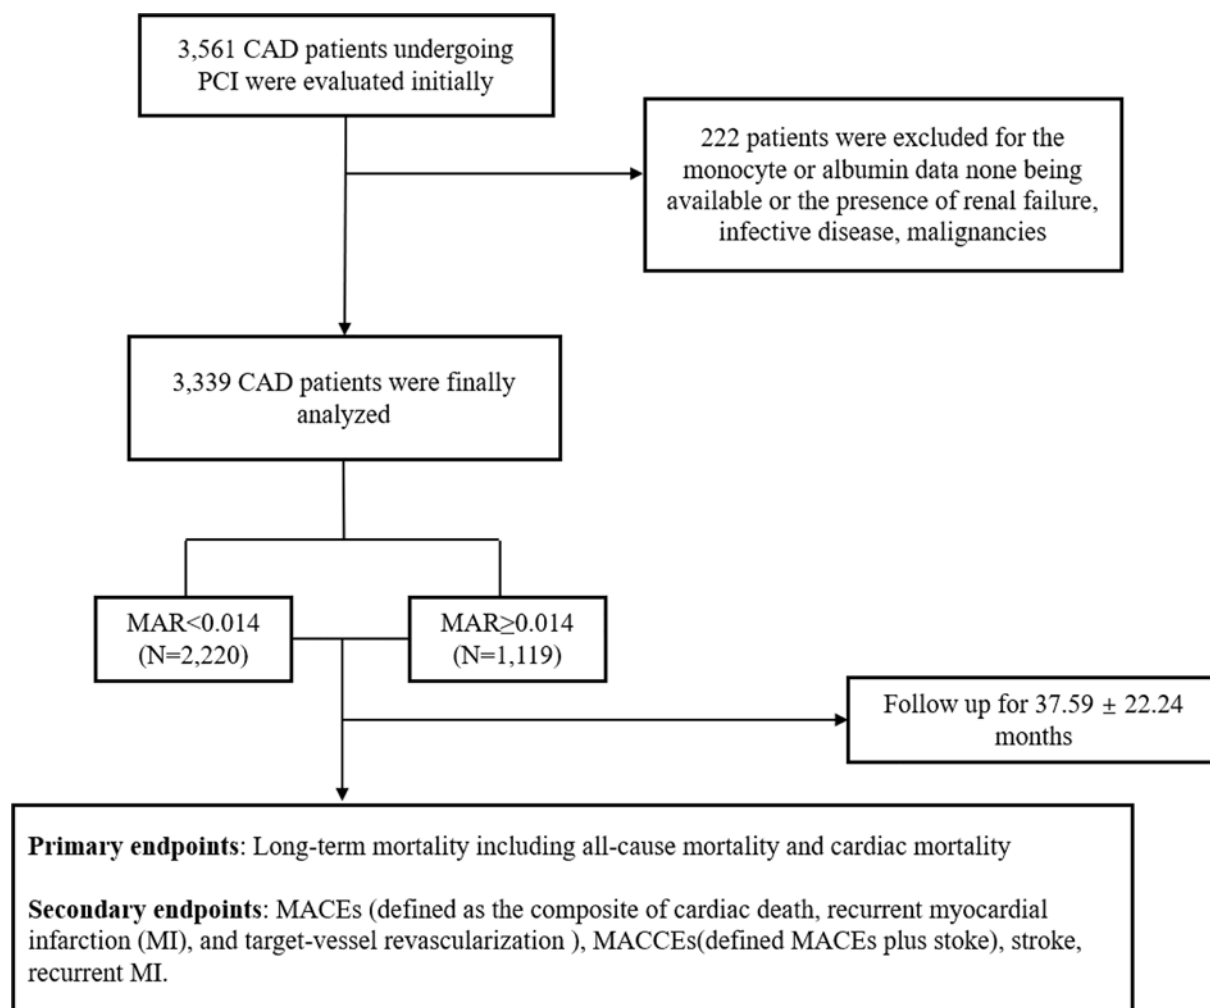 3,561 CAD patients undergoing
PCI were evaluated initially
222 patients were excluded for the
monocyte or albumin data none being
available or the presence of renal failure,
infective disease, malignancies
3,339 CAD patients were finally
analyzed
MAR<0.014
(N=2,220)
MAR≥0.014
(N=1,119)
Follow up for 37.59 ± 22.24
months
Primary endpoints: Long-term mortality including all-cause mortality and cardiac mortality
Secondary endpoints: MACEs (defined as the composite of cardiac death, recurrent myocardial
infarction (MI), and target-vessel revascularization ), MACCEs(defined MACEs plus stoke), stroke,
recurrent MI.